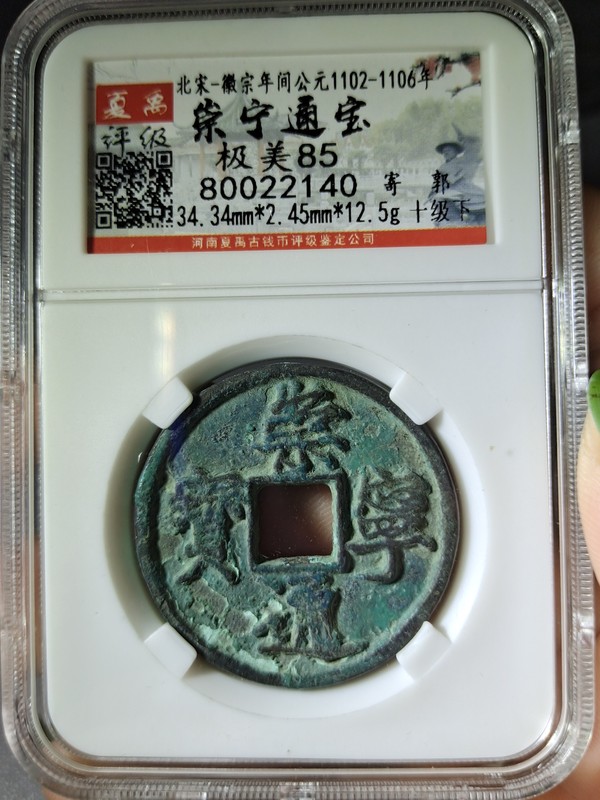 北宋-徽宗年间公元1102-1106年
夏禹
评级
崇宁通宝
极美85
80022140 寄郭
34.34mm*2.45mm*12.5g 十级下
河南夏禹古钱币评级鉴定公司
崇
寧
通
寳